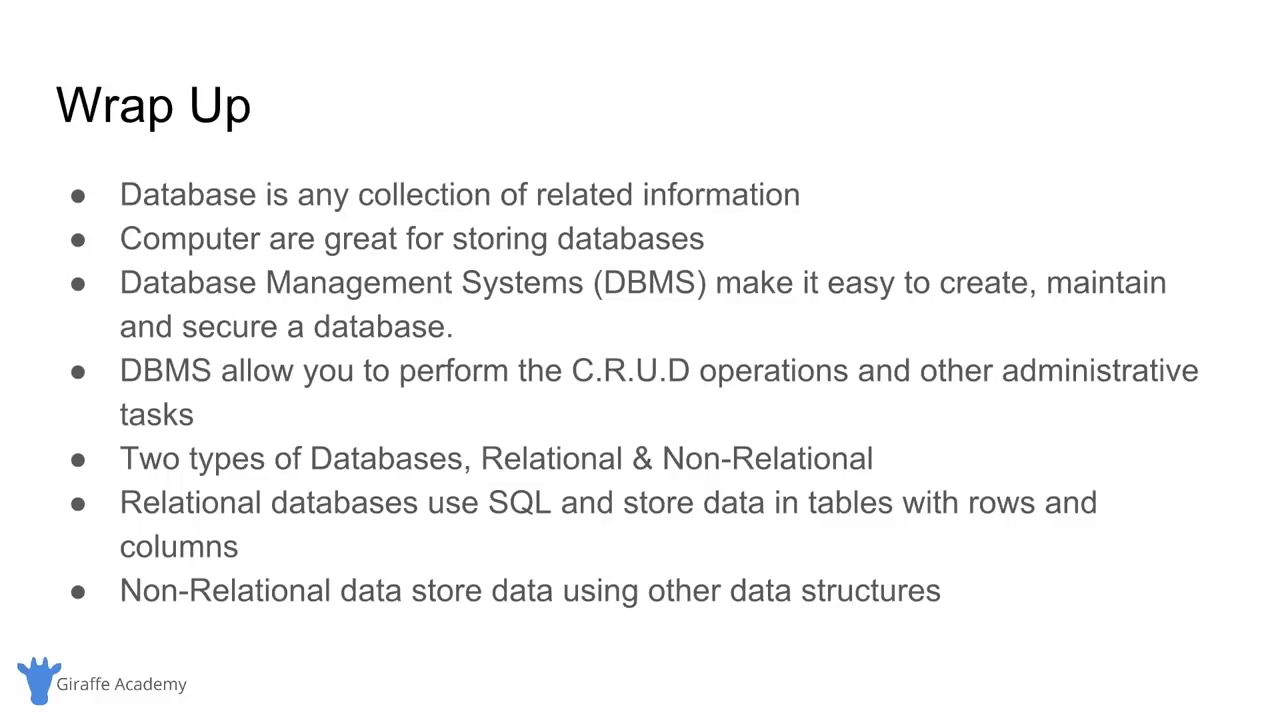 Wrap Up
● Database is any collection of related information
● Computer are great for storing databases
● Database Management Systems (DBMS) make it easy to create, maintain
and secure a database.
● DBMS allow you to perform the C.R.U.D operations and other administrative
tasks
● Two types of Databases, Relational & Non-Relational
● Relational databases use SQL and store data in tables with rows and
columns
● Non-Relational data store data using other data structures
Giraffe Academy